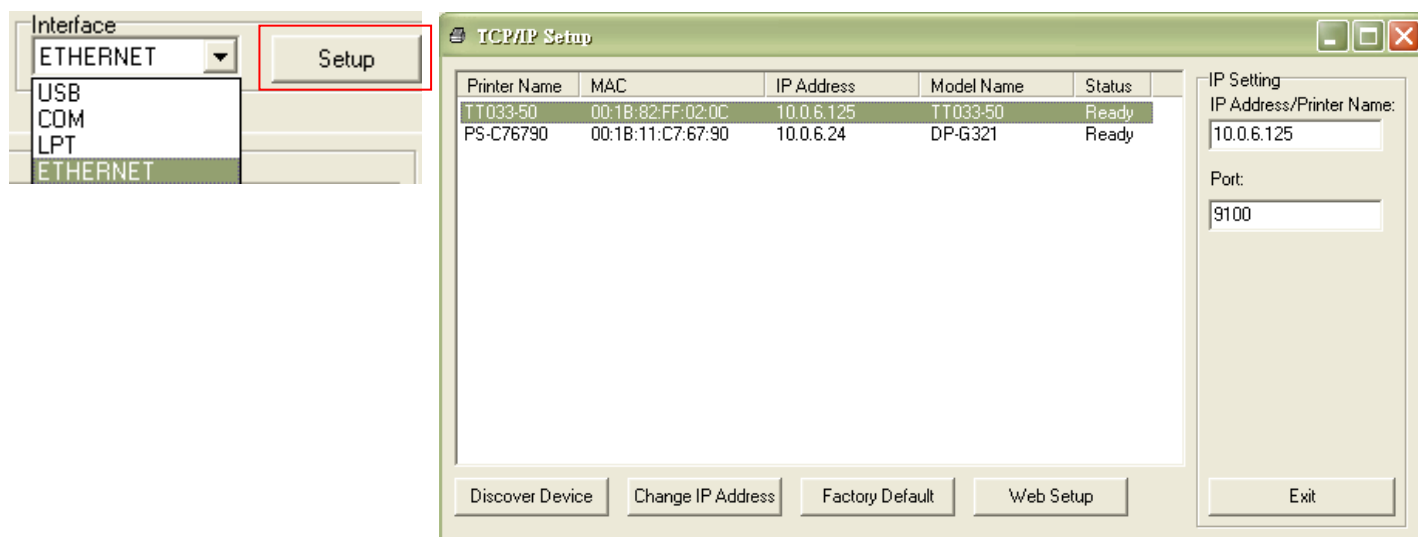 Interface
ETHERNET
Setup
USB
COM
LPT
ETHERNET
TCP/IP Setup
Printer Name MAC IP Address Model Name Status
TT033-50 00:1B:82:FF:02:0C 10.0.6.125 TT033-50 Ready
PS-C76790 00:1B:11:C7:67:90 10.0.6.24 DP-G321 Ready
IP Setting
IP Address/Printer Name:
10.0.6.125
Port:
9100
Discover Device Change IP Address Factory Default Web Setup Exit